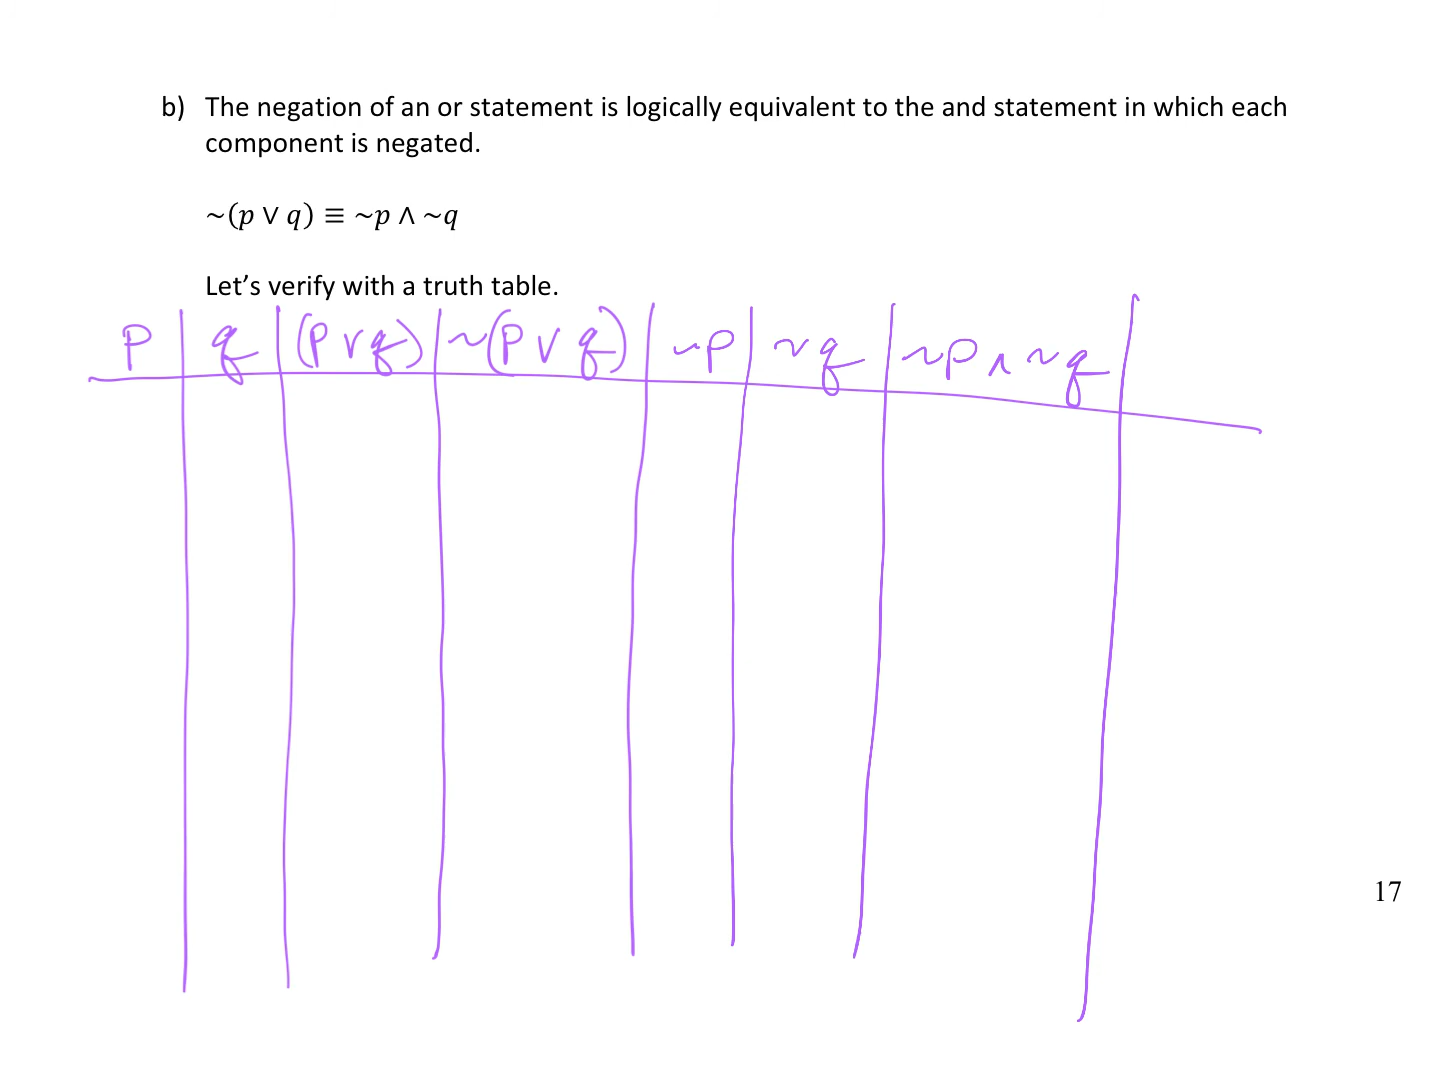 b) The negation of an or statement is logically equivalent to the and statement in which each
component is negated.
~(p ∨ q) ≡ ~p ∧ ~q
Let’s verify with a truth table.
p | q | (p ∨ q) | ~(p ∨ q) | ~p | ~q | ~p ∧ ~q |
17